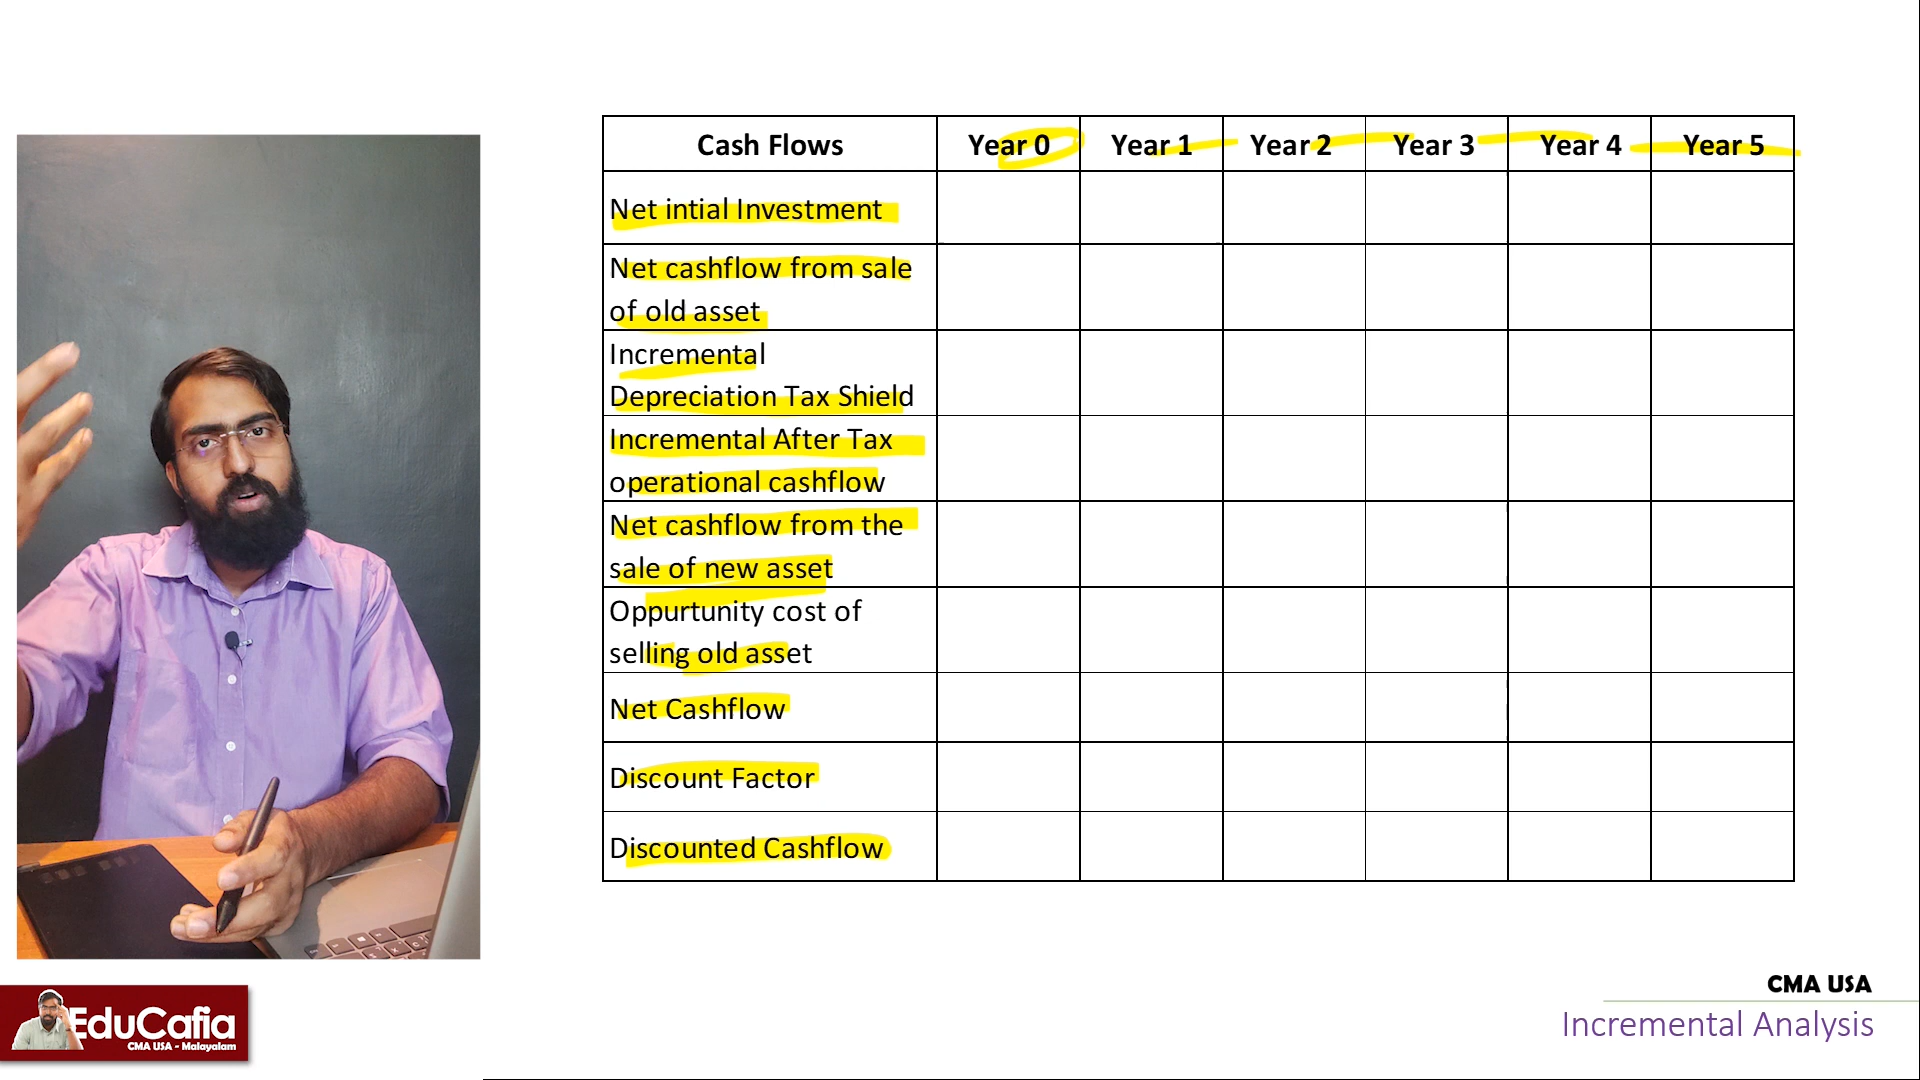 Cash Flows Year 0 Year 1 Year 2 Year 3 Year 4 Year 5
Net intial Investment
Net cashflow from sale
of old asset
Incremental
Depreciation Tax Shield
Incremental After Tax
operational cashflow
Net cashflow from the
sale of new asset
Oppurtunity cost of
selling old asset
Net Cashflow
Discount Factor
Discounted Cashflow
CMA USA
Incremental Analysis
EduCafia
CMA USA - Malayalam